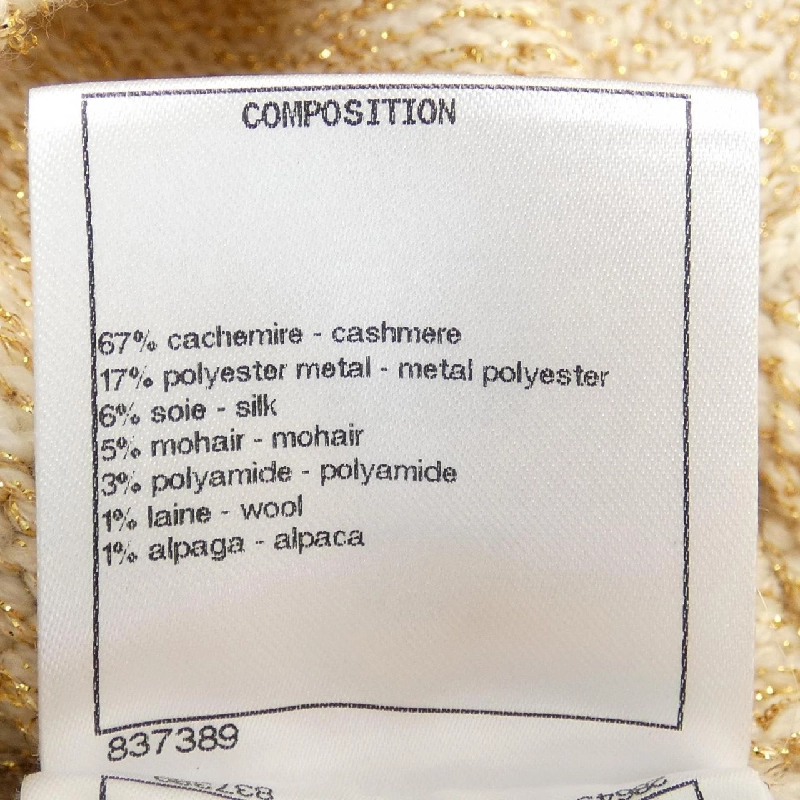 COMPOSITION
67% cachemire - cashmere
17% polyester metal - metal polyester
6% soie - silk
5% mohair - mohair
3% polyamide - polyamide
1% laine - wool
1% alpaga - alpaca
837389